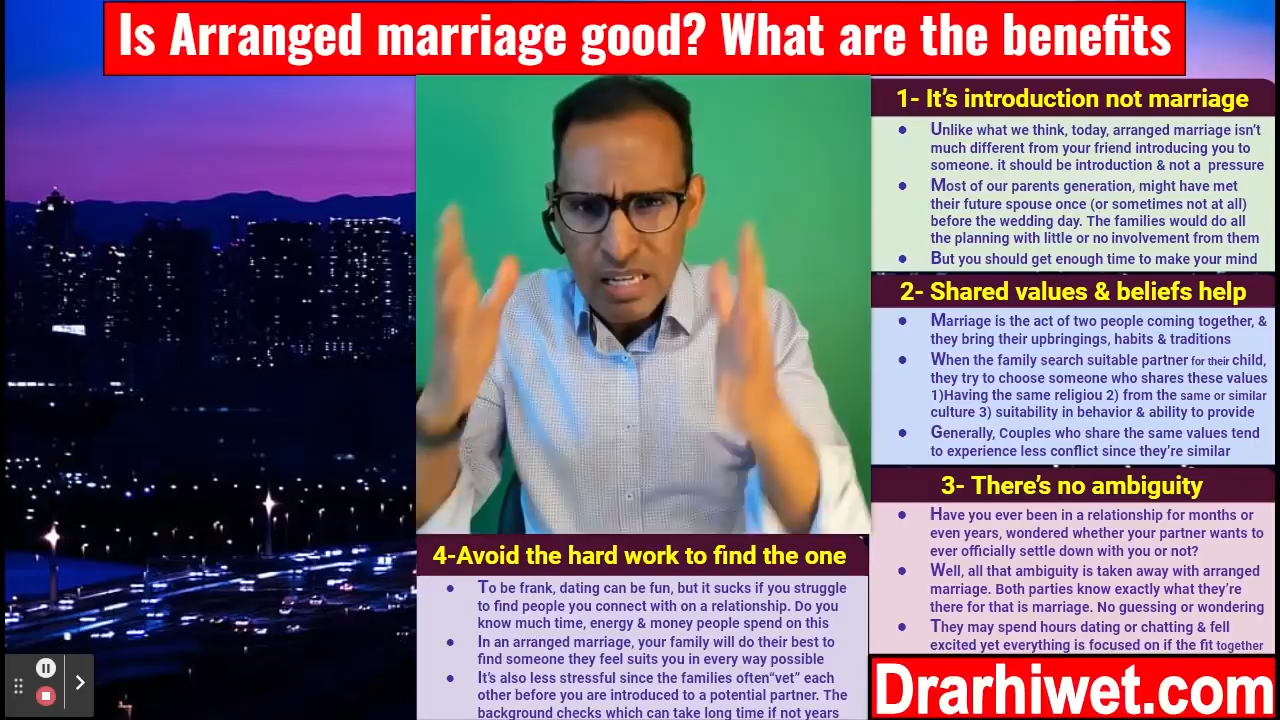 Is Arranged marriage good? What are the benefits
1- It's introduction not marriage
● Unlike what we think, today, arranged marriage isn't
much different from your friend introducing you to
someone. it should be introduction & not a pressure
● Most of our parents generation, might have met
their future spouse once (or sometimes not at all)
before the wedding day. The families would do all
the planning with little or no involvement from them
● But you should get enough time to make your mind
2- Shared values & beliefs help
● Marriage is the act of two people coming together, &
they bring their upbringings, habits & traditions
● When the family search suitable partner for their child,
they try to choose someone who shares these values
1)Having the same religiou 2) from the same or similar
culture 3) suitability in behavior & ability to provide
● Generally, Couples who share the same values tend
to experience less conflict since they're similar
3- There's no ambiguity
● Have you ever been in a relationship for months or
even years, wondered whether your partner wants to
ever officially settle down with you or not?
● Well, all that ambiguity is taken away with arranged
marriage. Both parties know exactly what they're
there for that is marriage. No guessing or wondering
● They may spend hours dating or chatting & fell
excited yet everything is focused on if the fit together
4-Avoid the hard work to find the one
● To be frank, dating can be fun, but it sucks if you struggle
to find people you connect with on a relationship. Do you
know much time, energy & money people spend on this
● In an arranged marriage, your family will do their best to
find someone they feel suits you in every way possible
● It's also less stressful since the families often"vet" each
other before you are introduced to a potential partner. The
background checks which can take long time if not years
Drarhiwet.com